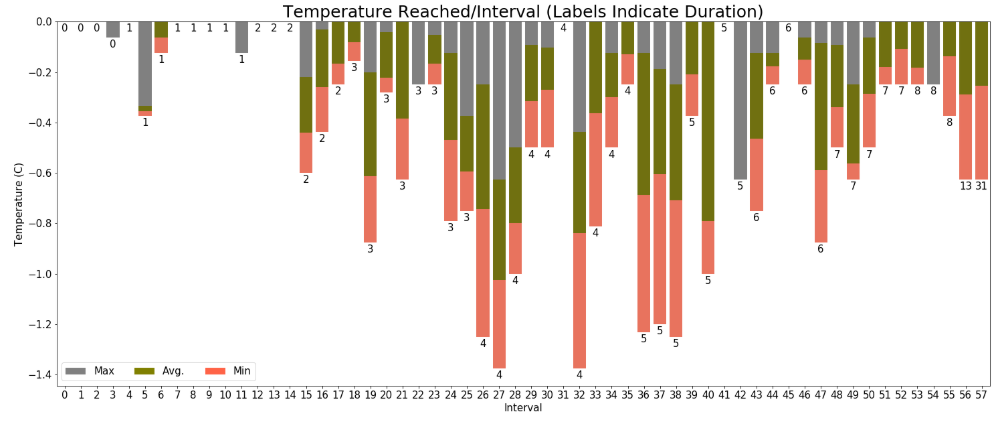 Temperature Reached/Interval (Labels Indicate Duration)
0.0
0 0 0 1 1 1 1 1 2 2 2 4 5 6
0
1 1
3
−0.2
2 3 3 4 6 6 7 7 8 8
3
1 5 8
−0.4
2
4 4 4 7 7
2
−0.6
3 5 7 13 31
3 6
3
−0.8
4
3 6
−1.0
4 5
−1.2
5
5
4 5
−1.4
4 4
Temperature (C)
Max Avg. Min
0 1 2 3 4 5 6 7 8 9 10 11 12 13 14 15 16 17 18 19 20 21 22 23 24 25 26 27 28 29 30 31 32 33 34 35 36 37 38 39 40 41 42 43 44 45 46 47 48 49 50 51 52 53 54 55 56 57
Interval